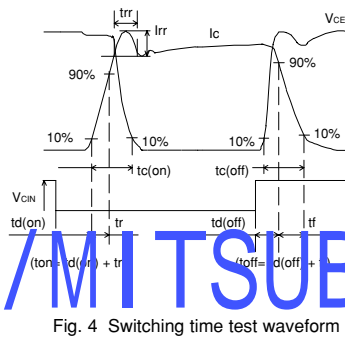 trr
Irr
Ic
VCE
90%
90%
10%
10%
10%
10%
tc(on)
tc(off)
VCIN
td(on)
tr
td(off)
tf
(ton= td(on) + tr)
(toff= td(off) + tf)
/MITSUB
Fig. 4 Switching time test waveform